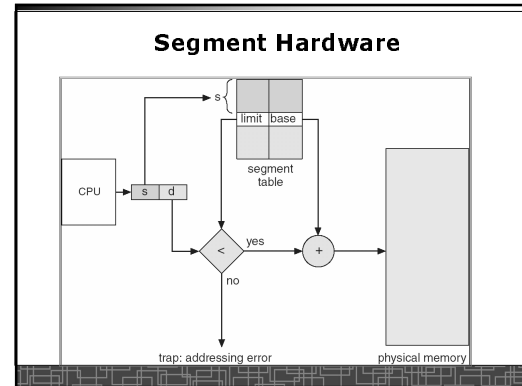 Segment Hardware
s
limit base
segment
table
CPU
s d
<
yes
+
no
trap: addressing error
physical memory